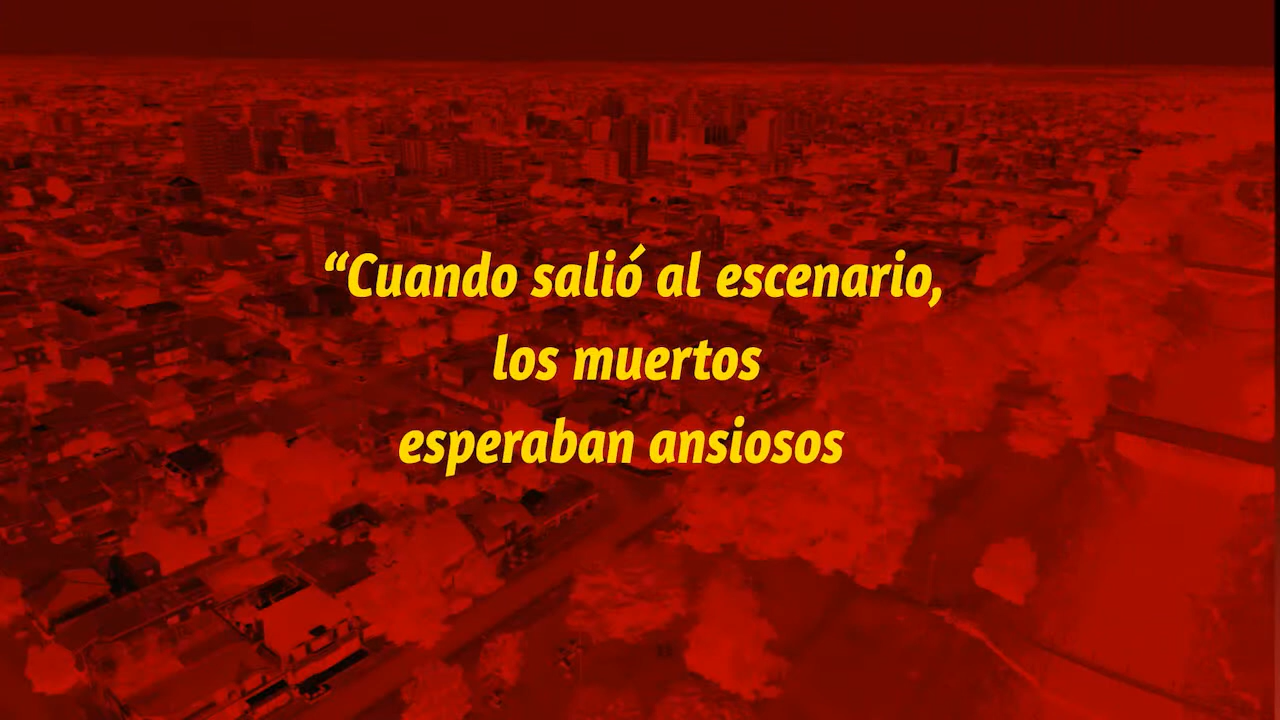 “Cuando salió al escenario,
los muertos
esperaban ansiosos